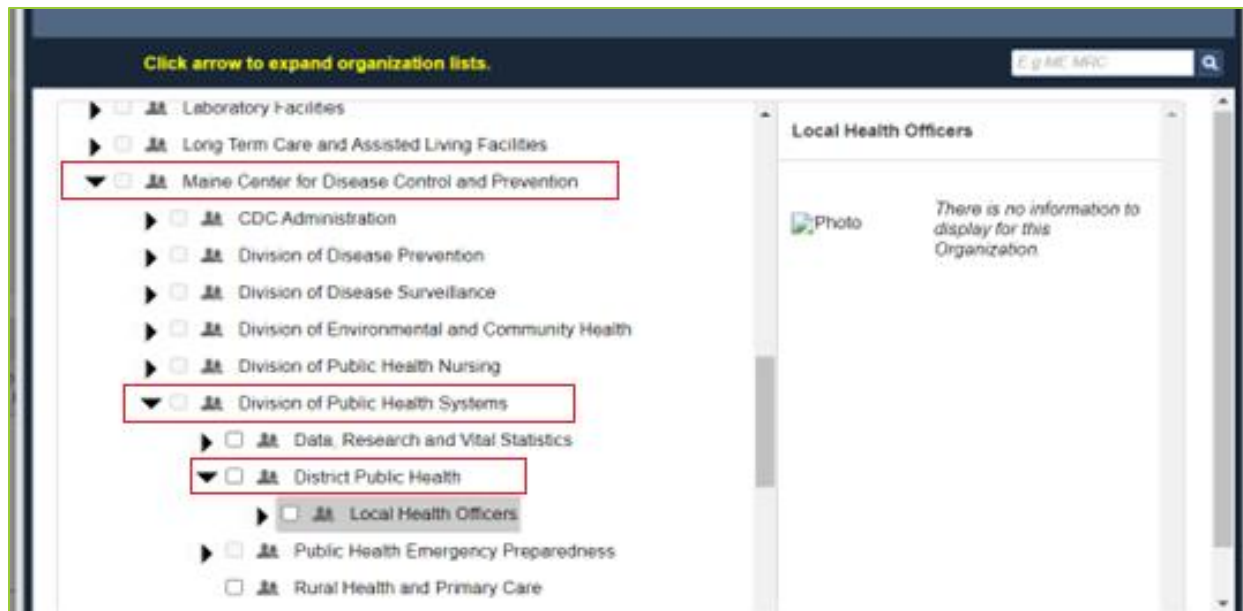 Click arrow to expand organization lists.
E.g ME MRC
Laboratory Facilities
Long Term Care and Assisted Living Facilities
Maine Center for Disease Control and Prevention
CDC Administration
Division of Disease Prevention
Division of Disease Surveillance
Division of Environmental and Community Health
Division of Public Health Nursing
Division of Public Health Systems
Data, Research and Vital Statistics
District Public Health
Local Health Officers
Public Health Emergency Preparedness
Rural Health and Primary Care
Local Health Officers
Photo
There is no information to
display for this
Organization.